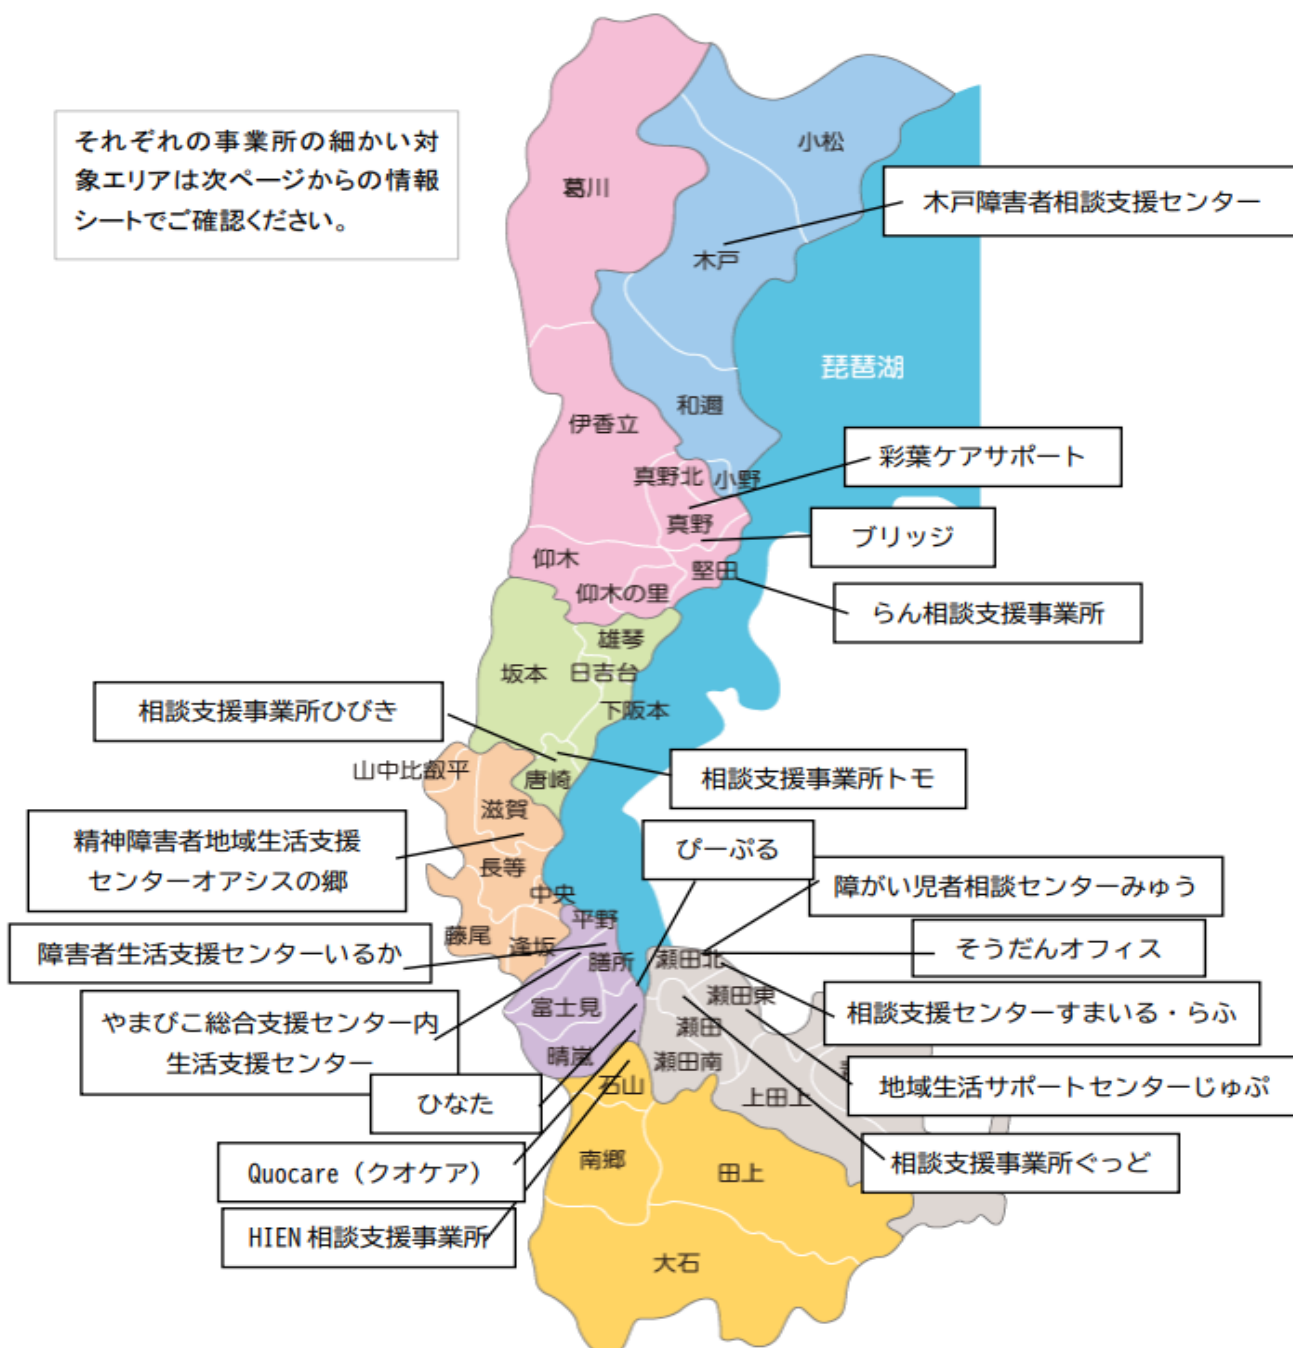 それぞれの事業所の細かい対
象エリアは次ページからの情報
シートでご確認ください。
小松
葛川
木戸障害者相談支援センター
木戸
琵琶湖
和邇
伊香立
彩葉ケアサポート
真野北
小野
真野
ブリッジ
仰木
堅田
仰木の里
らん相談支援事業所
雄琴
坂本
日吉台
下阪本
相談支援事業所ひびき
山中比叡平
唐崎
相談支援事業所トモ
滋賀
精神障害者地域生活支援
センターオアシスの郷
ぴーぷる
長等
障がい児者相談センターみゅう
中央
平野
藤尾
逢坂
障害者生活支援センターいるか
膳所
瀬田北
そうだんオフィス
瀬田東
富士見
相談支援センターすまいる・らふ
やまびこ総合支援センター内
生活支援センター
瀬田
晴嵐
瀬田南
石山
上田上
地域生活サポートセンターじゅぷ
ひなた
南郷
田上
相談支援事業所ぐっど
Quocare（クオケア）
HIEN相談支援事業所
大石